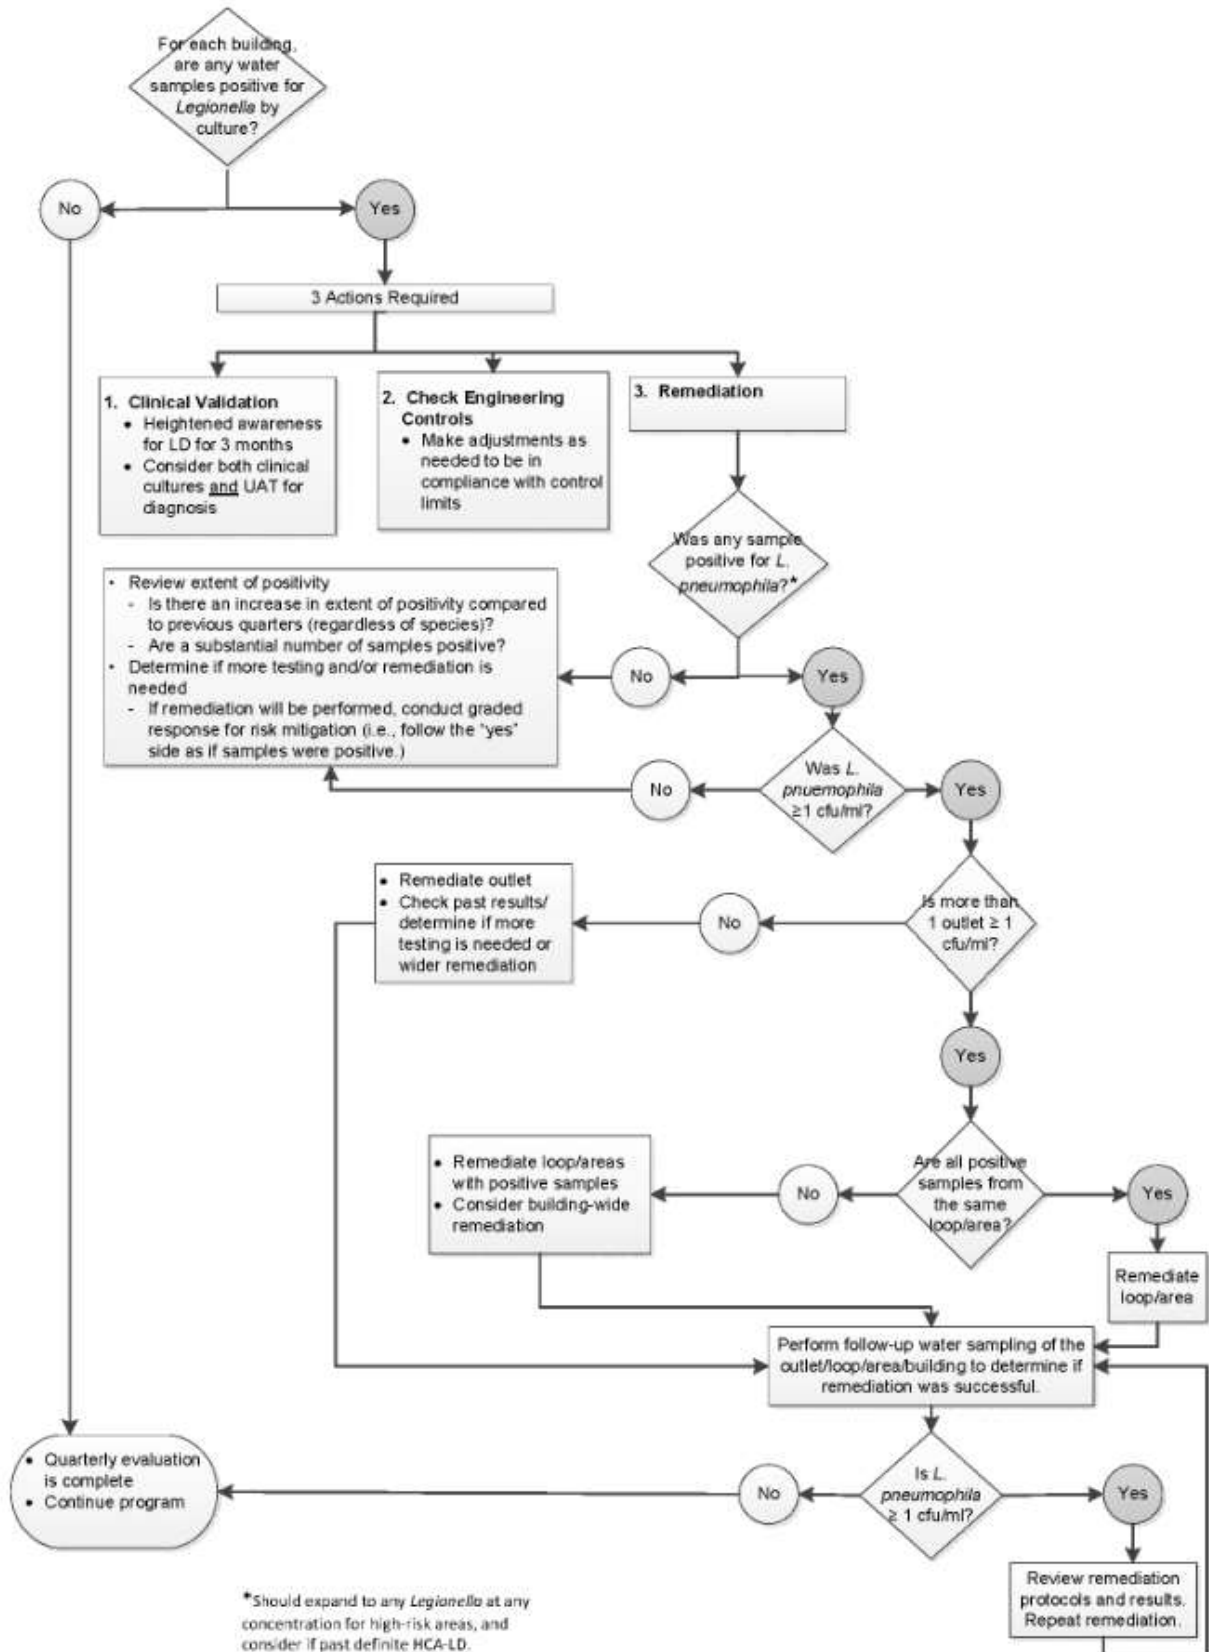 For each building,
are any water
samples positive for
Legionella by
culture?
No
Yes
3 Actions Required
1. Clinical Validation
• Heightened awareness
for LD for 3 months
• Consider both clinical
cultures and UAT for
diagnosis
2. Check Engineering
Controls
• Make adjustments as
needed to be in
compliance with control
limits
3. Remediation
Was any sample
positive for L.
pneumophila?*
• Review extent of positivity
- Is there an increase in extent of positivity compared
to previous quarters (regardless of species)?
- Are a substantial number of samples positive?
• Determine if more testing and/or remediation is
needed
- If remediation will be performed, conduct graded
response for risk mitigation (i.e., follow the "yes"
side as if samples were positive.)
No
Yes
Was L.
pnuemophila
≥1 cfu/ml?
No
Yes
• Remediate outlet
• Check past results/
determine if more
testing is needed or
wider remediation
No
Is more than
1 outlet ≥ 1
cfu/ml?
Yes
• Remediate loop/areas
with positive samples
• Consider building-wide
remediation
No
Are all positive
samples from
the same
loop/area?
Yes
Remediate
loop/area
Perform follow-up water sampling of the
outlet/loop/area/building to determine if
remediation was successful.
• Quarterly evaluation
is complete
• Continue program
No
Is L.
pneumophila
≥ 1 cfu/ml?
Yes
Review remediation
protocols and results.
Repeat remediation.
*Should expand to any Legionella at any
concentration for high-risk areas, and
consider if past definite HCA-LD.